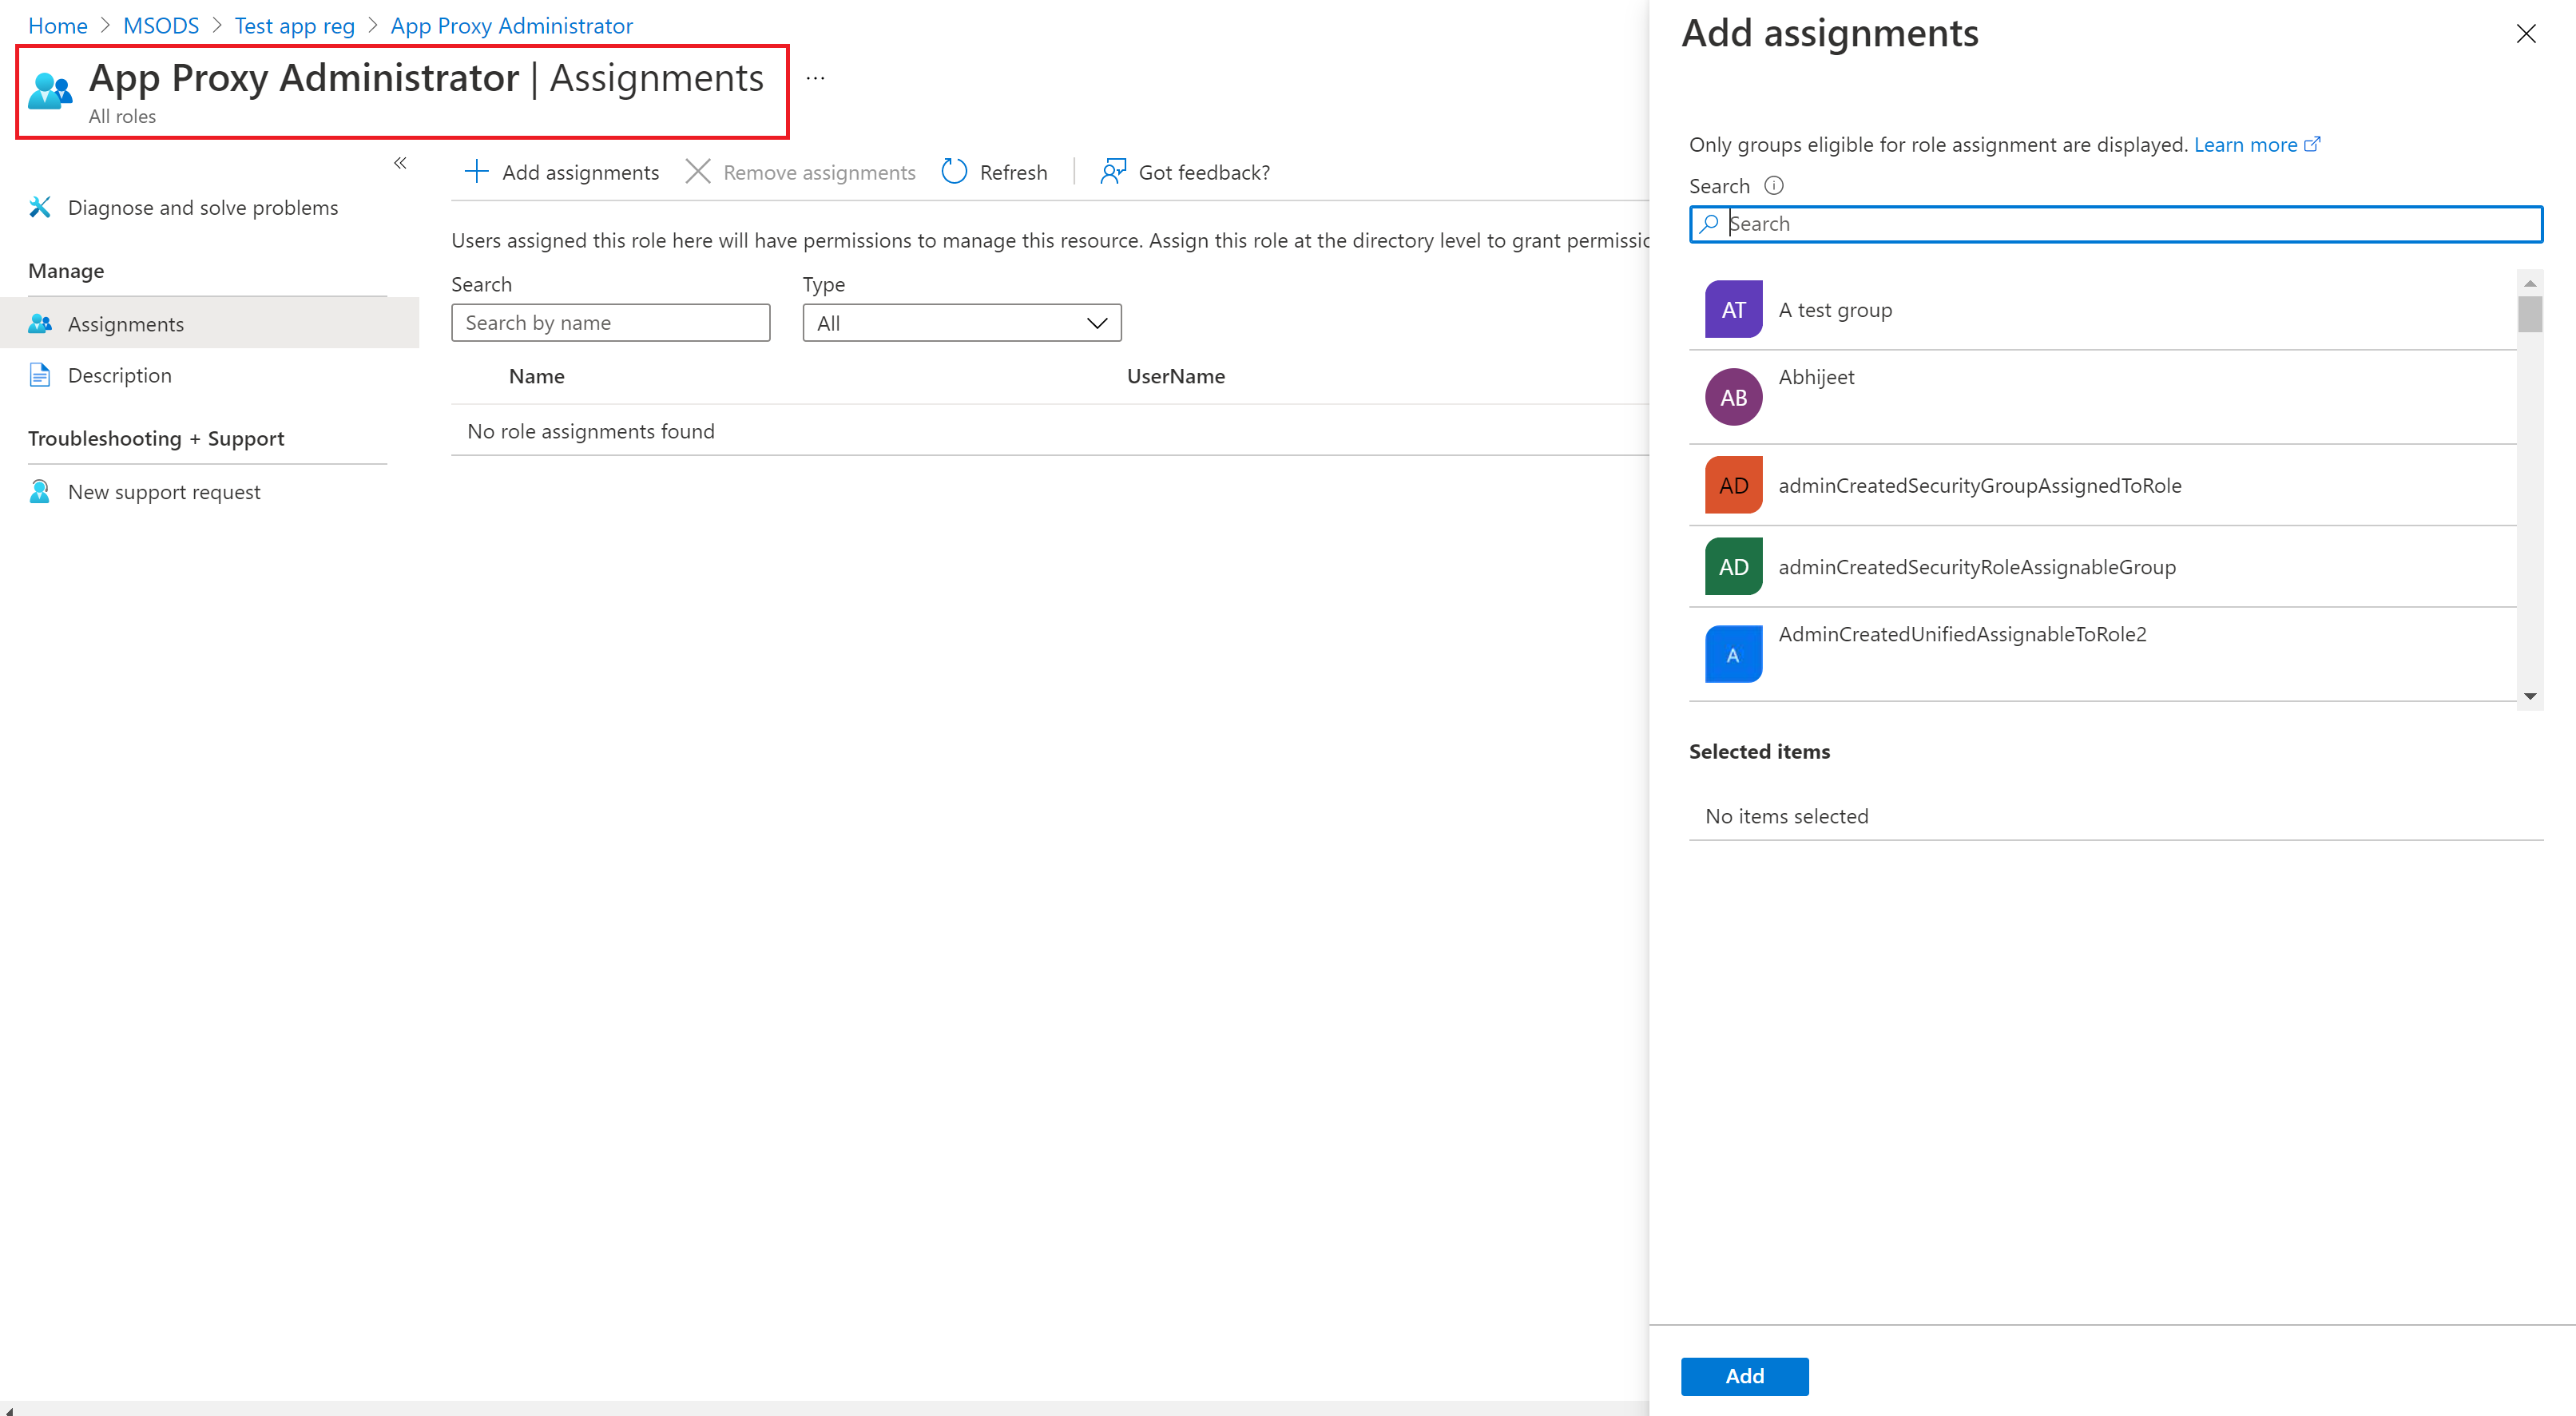 Home > MSODS > Test app reg > App Proxy Administrator
App Proxy Administrator | Assignments ...
All roles
«
Diagnose and solve problems
Manage
Assignments
Description
Troubleshooting + Support
New support request
Add assignments Remove assignments Refresh Got feedback?
Users assigned this role here will have permissions to manage this resource. Assign this role at the directory level to grant permissio
Search Type
Search by name All
Name UserName
No role assignments found
Add assignments
Only groups eligible for role assignment are displayed. Learn more
Search
Search
AT A test group
AB Abhijeet
AD adminCreatedSecurityGroupAssignedToRole
AD adminCreatedSecurityRoleAssignableGroup
A AdminCreatedUnifiedAssignableToRole2
Selected items
No items selected
Add